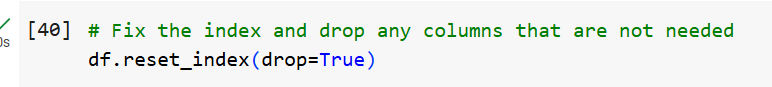 [40] # Fix the index and drop any columns that are not needed
0s df.reset_index(drop=True)